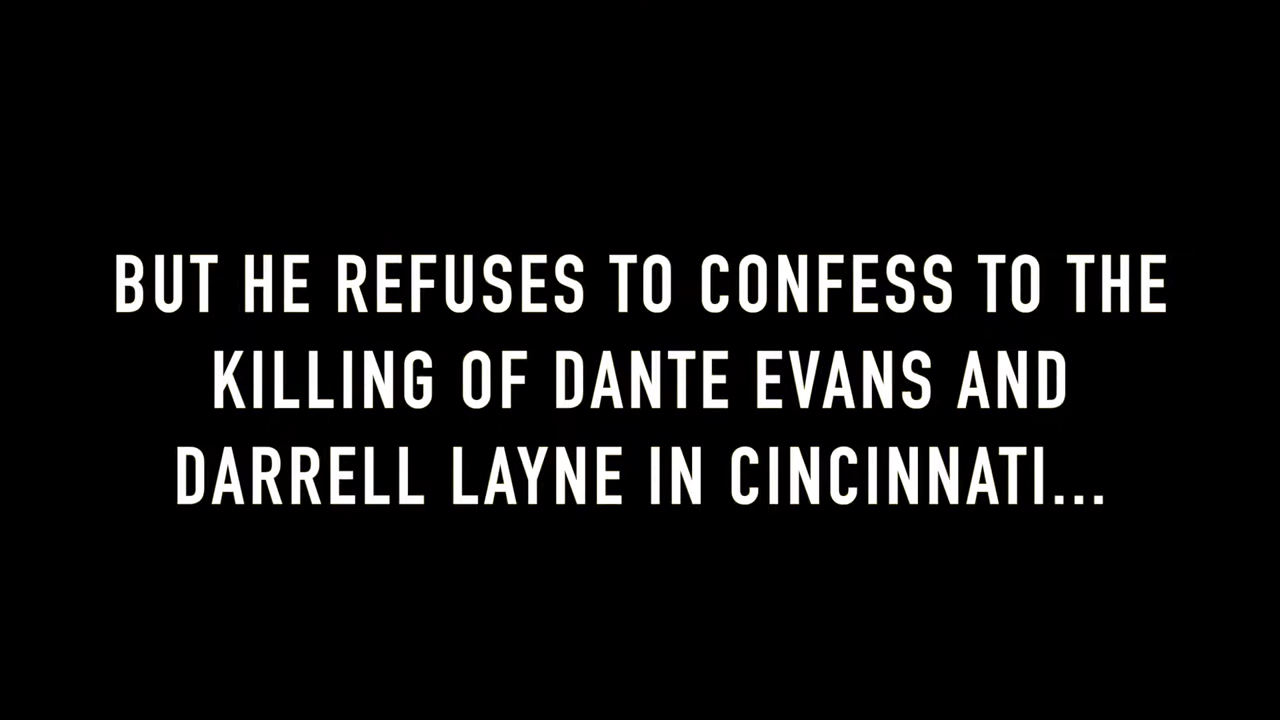 BUT HE REFUSES TO CONFESS TO THE
KILLING OF DANTE EVANS AND
DARRELL LAYNE IN CINCINNATI...